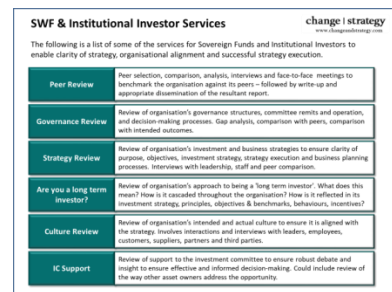 SWF & Institutional Investor Services
change | strategy
www.changeandstrategy.com
The following is a list of some of the services for Sovereign Funds and Institutional Investors to
enable clarity of strategy, organisational alignment and successful strategy execution.
Peer Review
Peer selection, comparison, analysis, interviews and face-to-face meetings to
benchmark the organisation against its peers – followed by write-up and
appropriate dissemination of the resultant report.
Governance Review
Review of organisation's governance structures, committee remits and operation,
and decision-making processes. Gap analysis, comparison with peers, comparison
with intended outcomes.
Strategy Review
Review of organisation's investment and business strategies to ensure clarity of
purpose, objectives, investment strategy, strategy execution and business planning
processes. Interviews with leadership, staff and peer comparison.
Are you a long term
investor?
Review of organisation's approach to being a 'long term investor'. What does this
mean? How is it cascaded throughout the organisation? How is it reflected in its
investment strategy, principles, objectives & benchmarks, behaviours, incentives?
Culture Review
Review of organisation's intended and actual culture to ensure it is aligned with
the strategy. Involves interactions and interviews with leaders, employees,
customers, suppliers, partners and third parties.
IC Support
Review of support to the investment committee to ensure robust debate and
insight to ensure effective and informed decision-making. Could include review of
the way other asset owners address the opportunity.